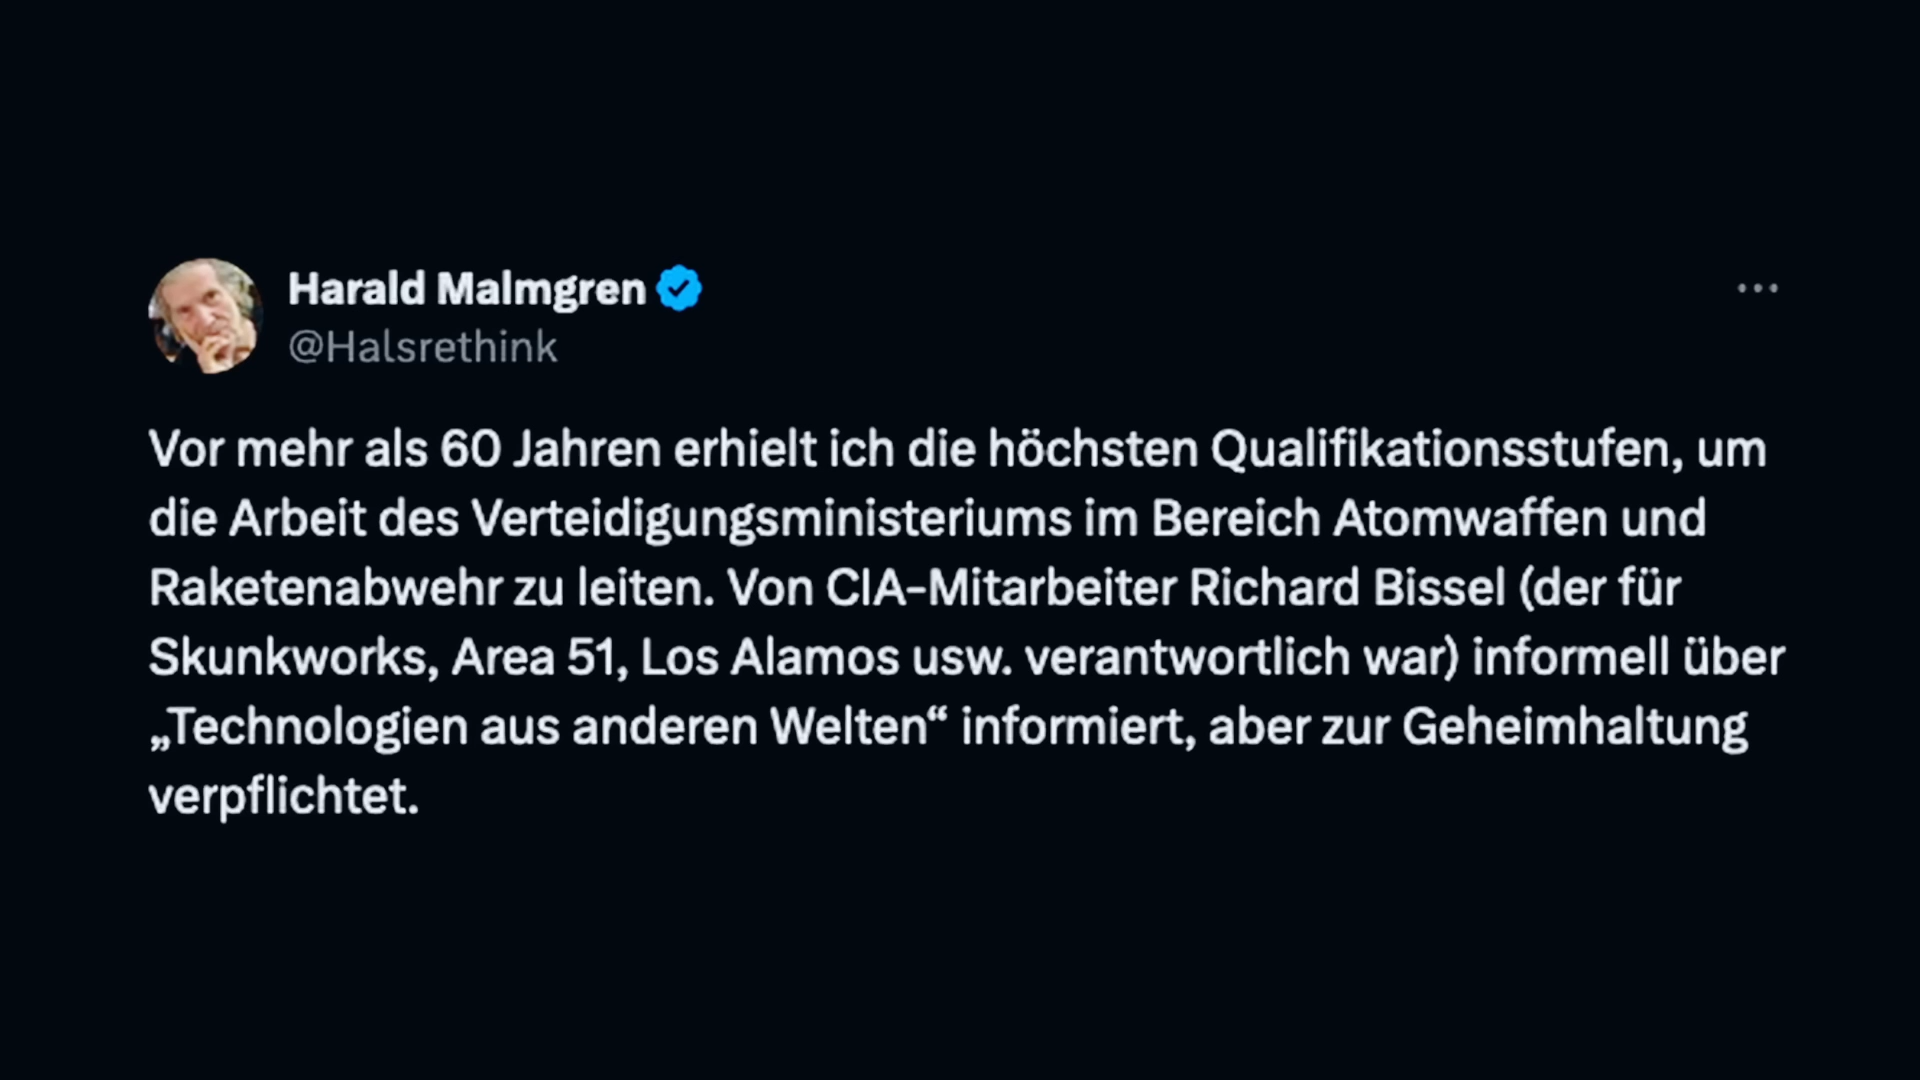 Harald Malmgren
@Halsrethink
Vor mehr als 60 Jahren erhielt ich die höchsten Qualifikationsstufen, um
die Arbeit des Verteidigungsministeriums im Bereich Atomwaffen und
Raketenabwehr zu leiten. Von CIA-Mitarbeiter Richard Bissel (der für
Skunkworks, Area 51, Los Alamos usw. verantwortlich war) informell über
„Technologien aus anderen Welten“ informiert, aber zur Geheimhaltung
verpflichtet.